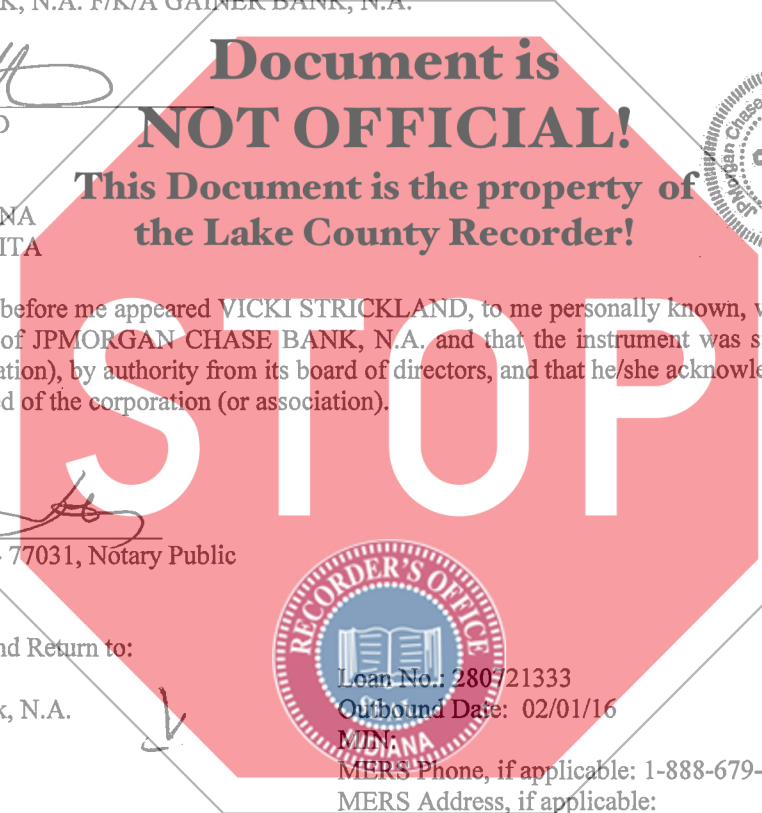 K, N.A. F/K/A GAINER BANK, N.A.
Document is
NOT OFFICIAL!
This Document is the property of
the Lake County Recorder!
JPMorgan Chase
NA
ITA
before me appeared VICKI STRICKLAND, to me personally known,
of JPMORGAN CHASE BANK, N.A. and that the instrument was s
ation), by authority from its board of directors, and that he/she acknowle
ed of the corporation (or association).
STOP
77031, Notary Public
RECORDER'S OFFICE
nd Return to:
Loan No.: 280721333
k, N.A.
Outbound Date: 02/01/16
MIN:
INDIANA
MERS Phone, if applicable: 1-888-679-
MERS Address, if applicable: